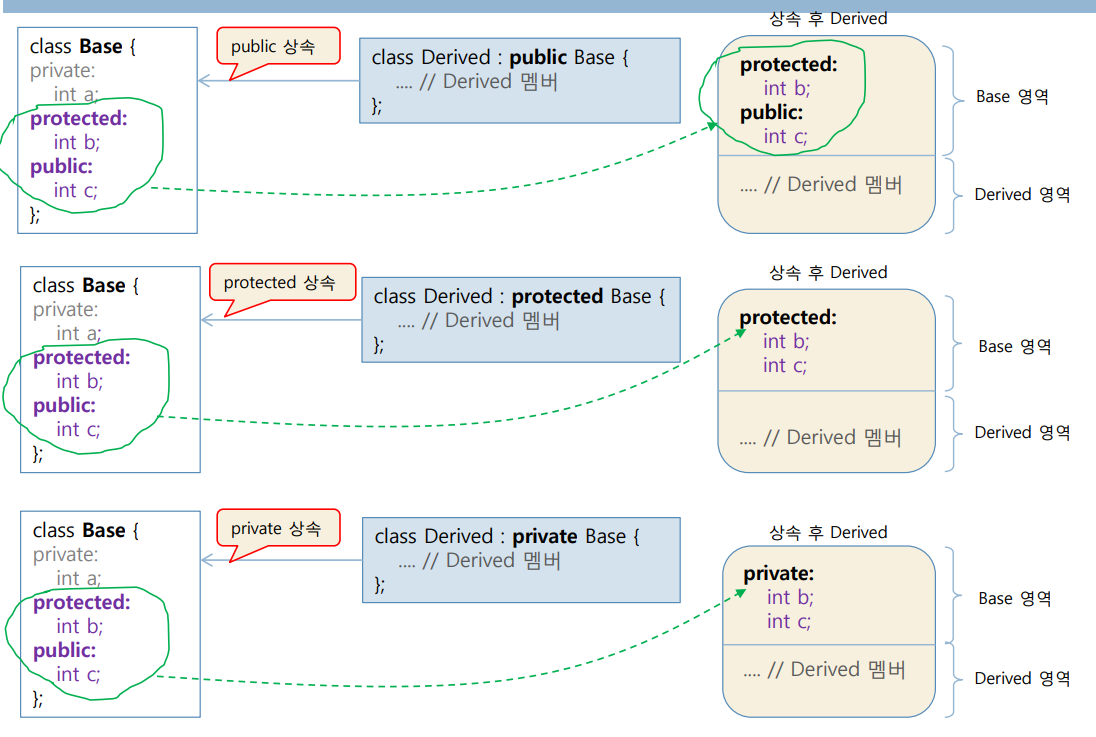 class Base {
private:
int a;
protected:
int b;
public:
int c;
};
public 상속
class Derived : public Base {
.... // Derived 멤버
};
상속 후 Derived
protected:
int b;
public:
int c;
.... // Derived 멤버
Base 영역
Derived 영역
class Base {
private:
int a;
protected:
int b;
public:
int c;
};
protected 상속
class Derived : protected Base {
.... // Derived 멤버
};
상속 후 Derived
protected:
int b;
int c;
.... // Derived 멤버
Base 영역
Derived 영역
class Base {
private:
int a;
protected:
int b;
public:
int c;
};
private 상속
class Derived : private Base {
.... // Derived 멤버
};
상속 후 Derived
private:
int b;
int c;
.... // Derived 멤버
Base 영역
Derived 영역